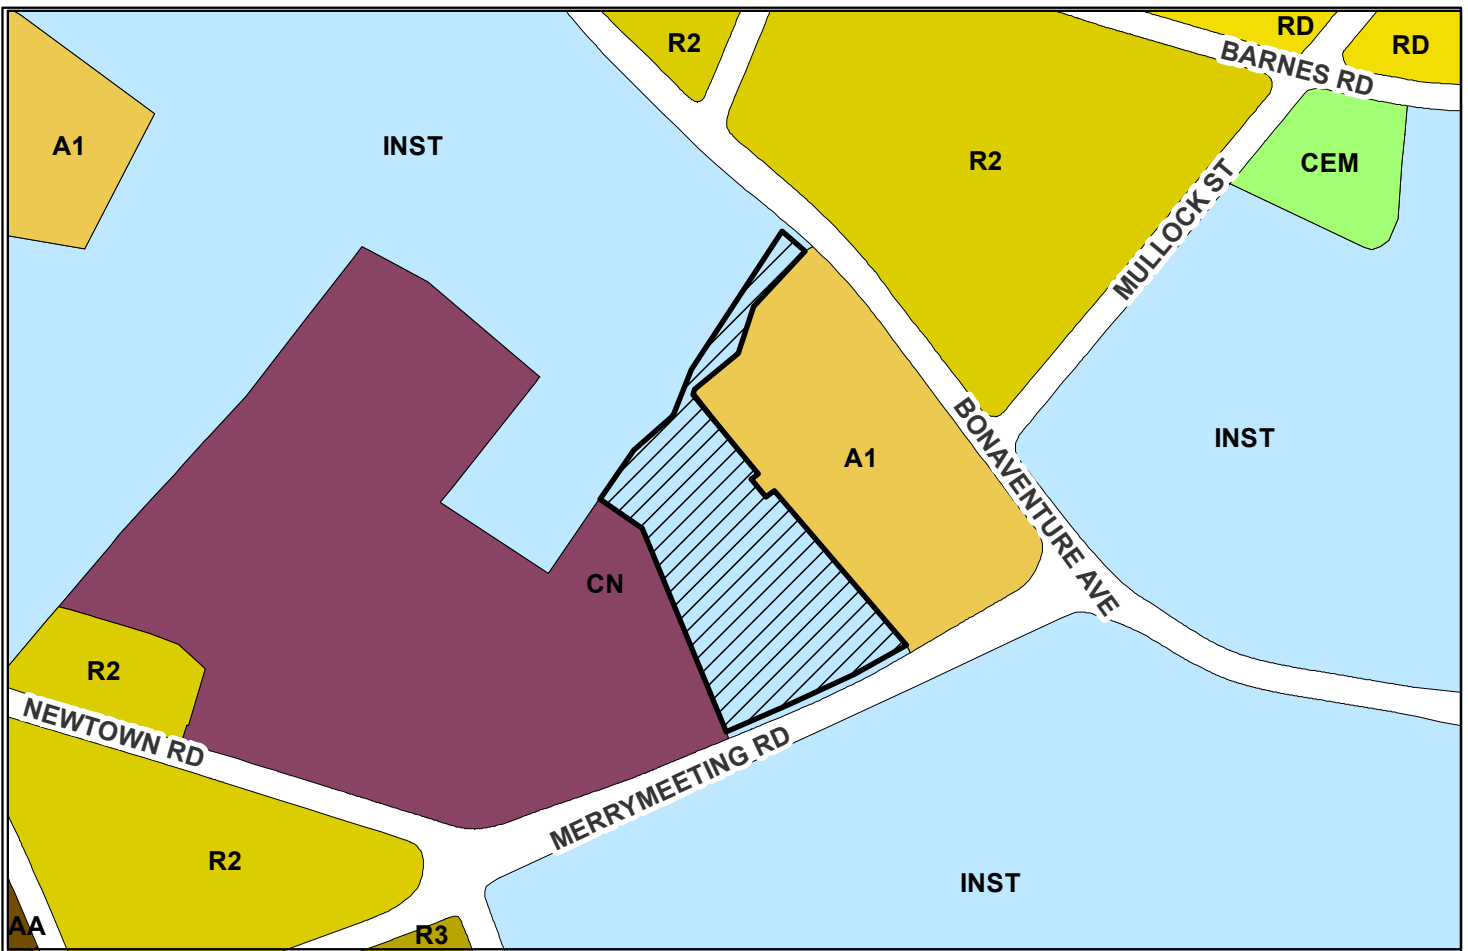 RD
R2
RD
BARNES RD
A1
INST
R2
CEM
MULLOCK ST
INST
A1
BONAVENTURE AVE
CN
R2
NEWTOWN RD
MERRYMEETING RD
R2
INST
AA
R3